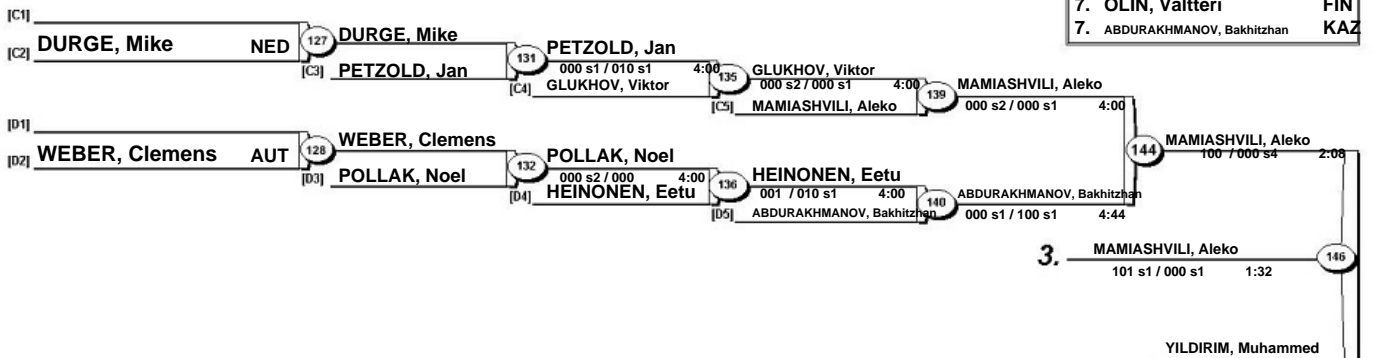 7. OLIN, Valtteri FIN
7. ABDURAKHMANOV, Bakhitzhan KAZ
[C1]
[C2] DURGE, Mike NED
127
DURGE, Mike
[C3] PETZOLD, Jan
131
PETZOLD, Jan
000 s1 / 010 s1 4:00
[C4] GLUKHOV, Viktor
135
GLUKHOV, Viktor
000 s2 / 000 s1 4:00
[C5] MAMIASHVILI, Aleko
139
MAMIASHVILI, Aleko
000 s2 / 000 s1 4:00
[D1]
[D2] WEBER, Clemens AUT
128
WEBER, Clemens
[D3] POLLAK, Noel
132
POLLAK, Noel
000 s2 / 000 4:00
[D4] HEINONEN, Eetu
136
HEINONEN, Eetu
001 / 010 s1 4:00
[D5] ABDURAKHMANOV, Bakhitzhan
140
ABDURAKHMANOV, Bakhitzhan
000 s1 / 100 s1 4:44
144
MAMIASHVILI, Aleko
100 / 000 s4 2:08
3. MAMIASHVILI, Aleko
101 s1 / 000 s1 1:32
146
YILDIRIM, Muhammed